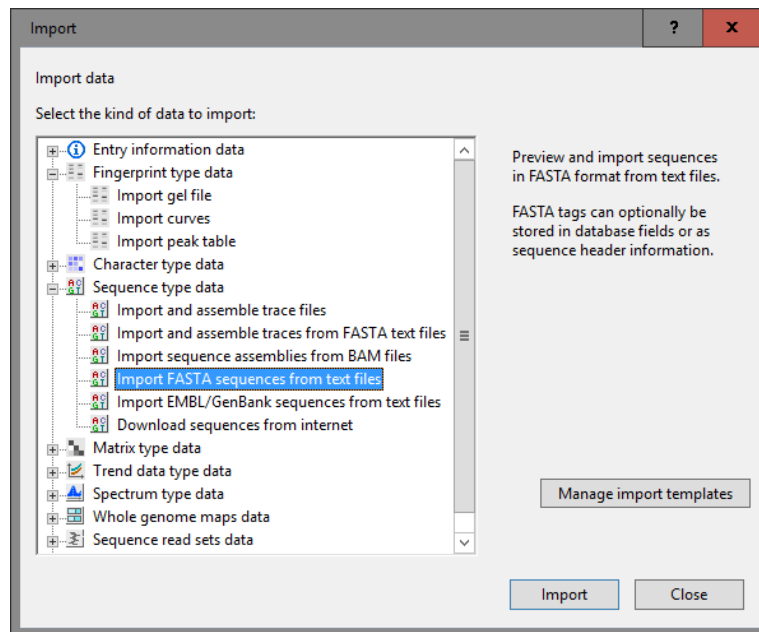 Import
?
x
Import data
Select the kind of data to import:
Entry information data
Fingerprint type data
Import gel file
Import curves
Import peak table
Character type data
Sequence type data
Import and assemble trace files
Import and assemble traces from FASTA text files
Import sequence assemblies from BAM files
Import FASTA sequences from text files
Import EMBL/GenBank sequences from text files
Download sequences from internet
Matrix type data
Trend data type data
Spectrum type data
Whole genome maps data
Sequence read sets data
Preview and import sequences
in FASTA format from text files.
FASTA tags can optionally be
stored in database fields or as
sequence header information.
Manage import templates
Import
Close